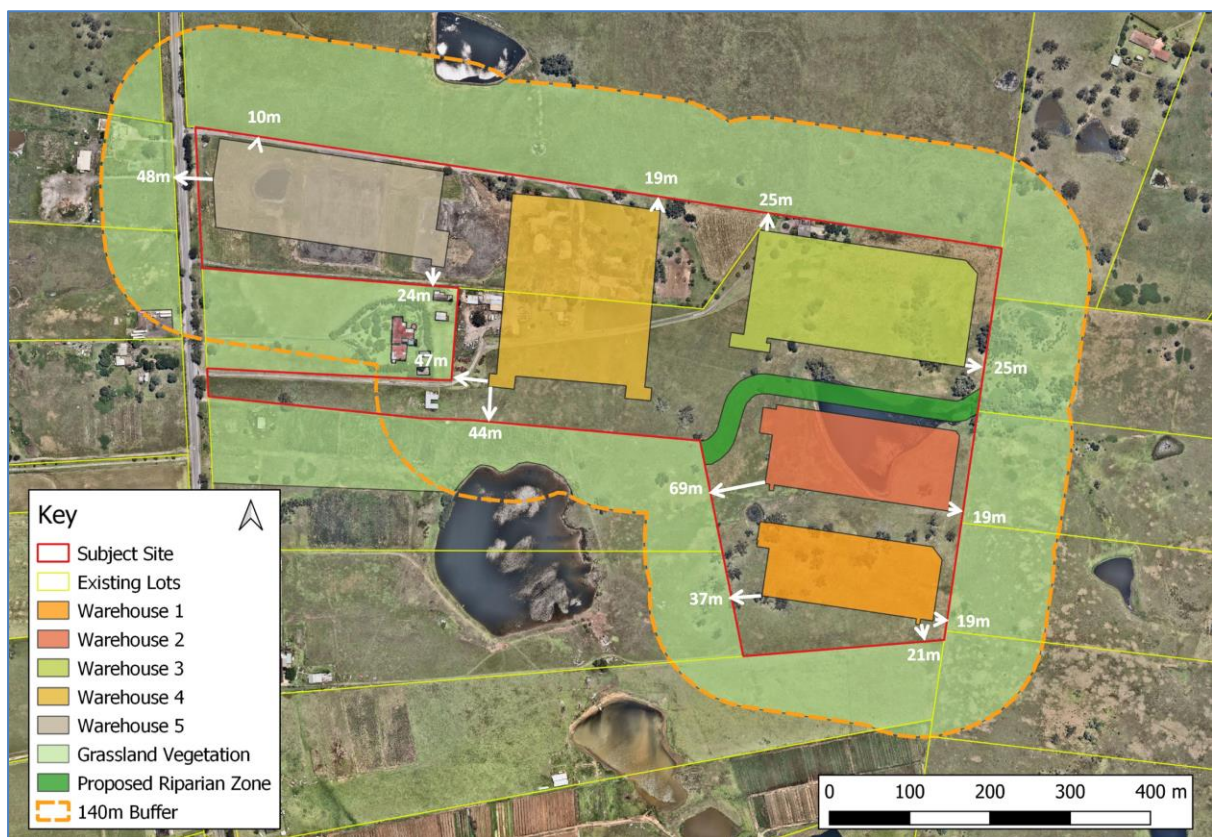 10m
48m
19m
25m
24m
47m
25m
44m
69m
19m
37m
19m
21m
Key
Subject Site
Existing Lots
Warehouse 1
Warehouse 2
Warehouse 3
Warehouse 4
Warehouse 5
Grassland Vegetation
Proposed Riparian Zone
140m Buffer
0 100 200 300 400 m